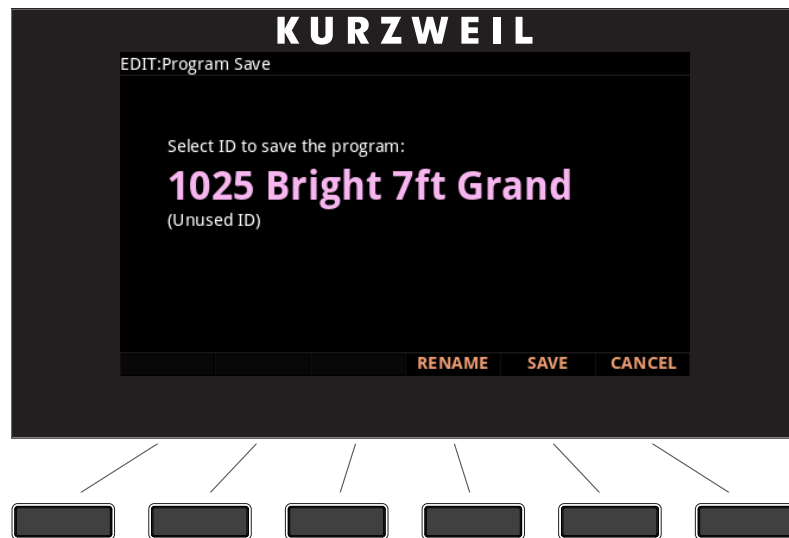 KURZWEIL
EDIT:Program Save
Select ID to save the program:
1025 Bright 7ft Grand
(Unused ID)
RENAME SAVE CANCEL